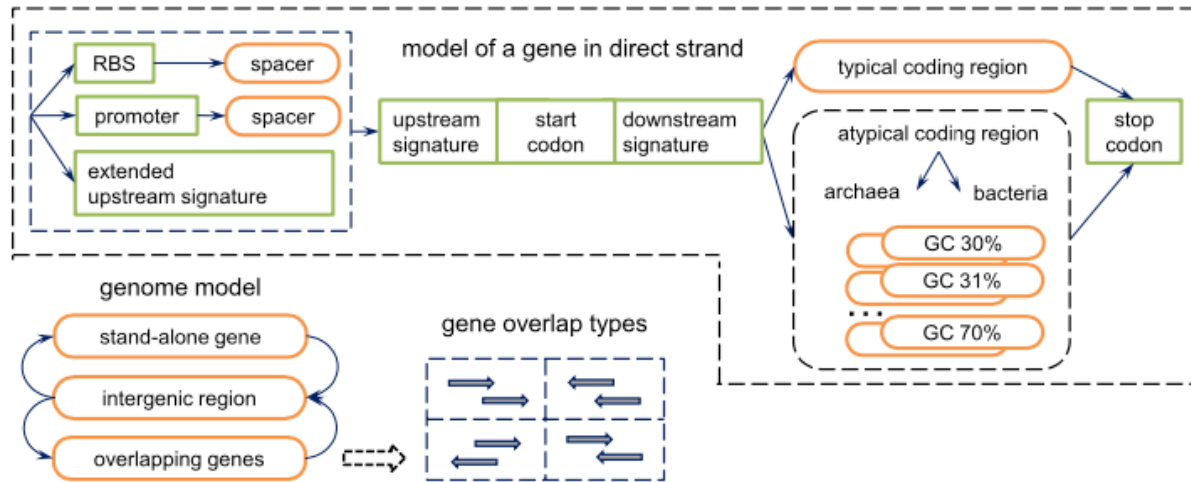 model of a gene in direct strand
RBS
spacer
promoter
spacer
extended
upstream signature
upstream
signature
start
codon
downstream
signature
typical coding region
atypical coding region
archaea
bacteria
GC 30%
GC 31%
...
GC 70%
stop
codon
genome model
stand-alone gene
intergenic region
overlapping genes
gene overlap types